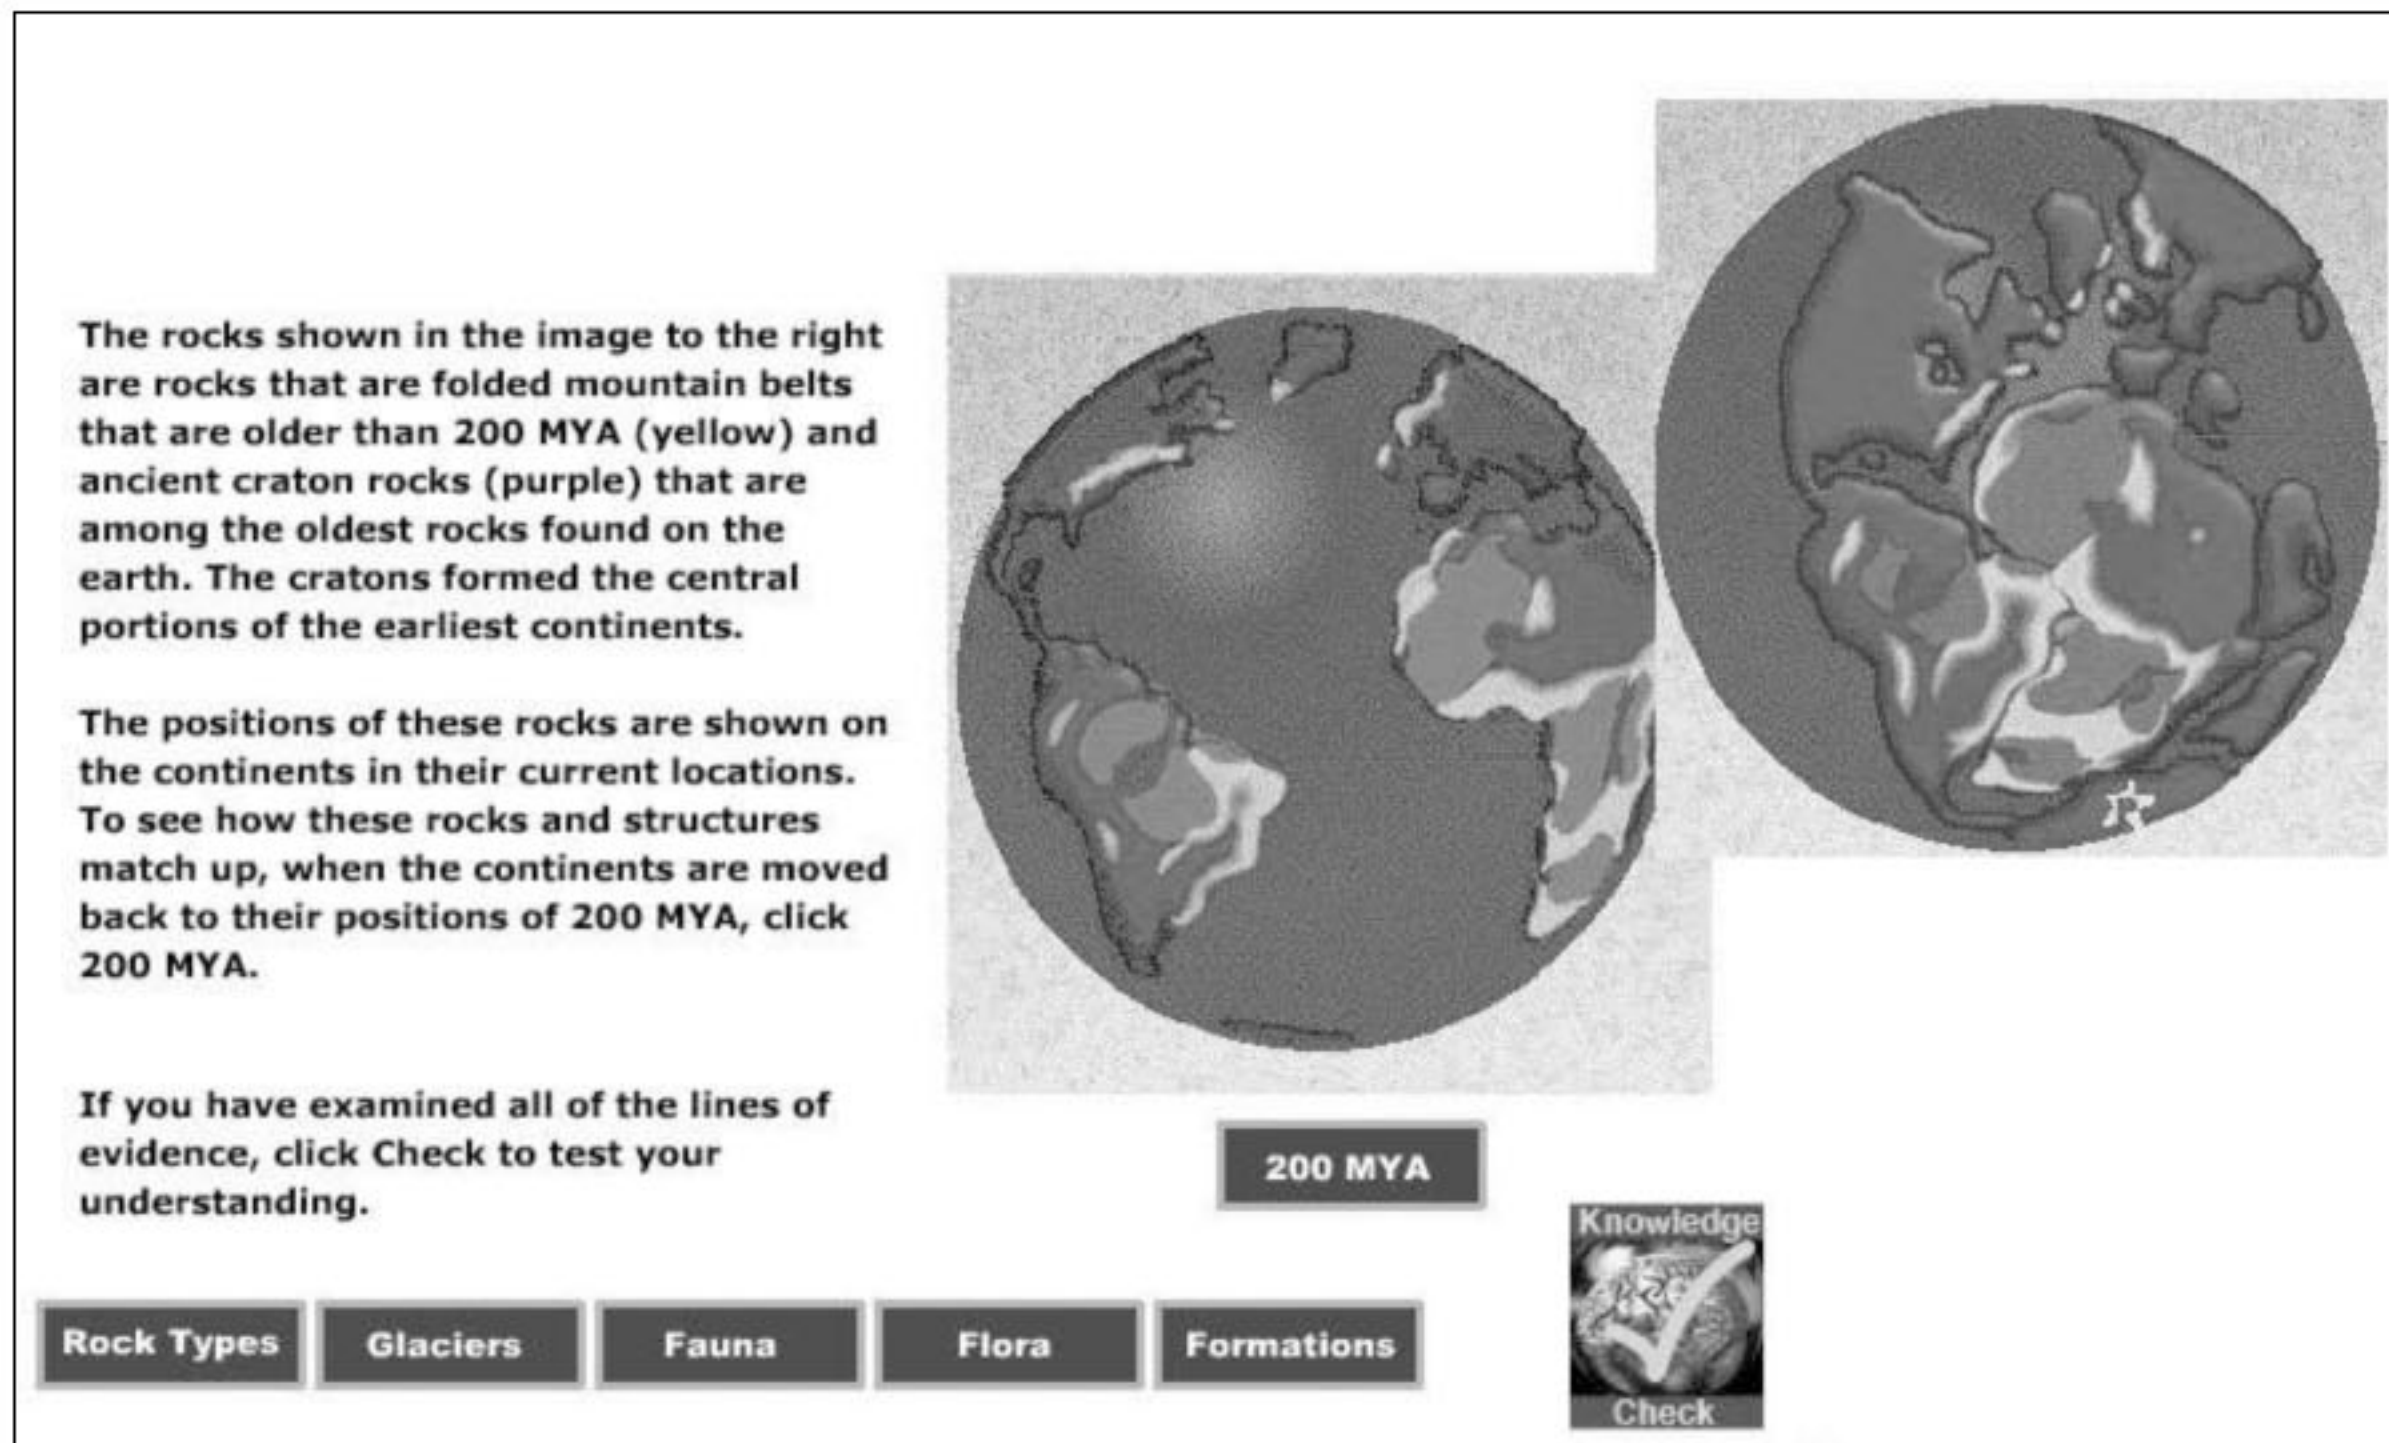 The rocks shown in the image to the right
are rocks that are folded mountain belts
that are older than 200 MYA (yellow) and
ancient craton rocks (purple) that are
among the oldest rocks found on the
earth. The cratons formed the central
portions of the earliest continents.
The positions of these rocks are shown on
the continents in their current locations.
To see how these rocks and structures
match up, when the continents are moved
back to their positions of 200 MYA, click
200 MYA.
If you have examined all of the lines of
evidence, click Check to test your
understanding.
200 MYA
Knowledge
Check
Rock Types
Glaciers
Fauna
Flora
Formations